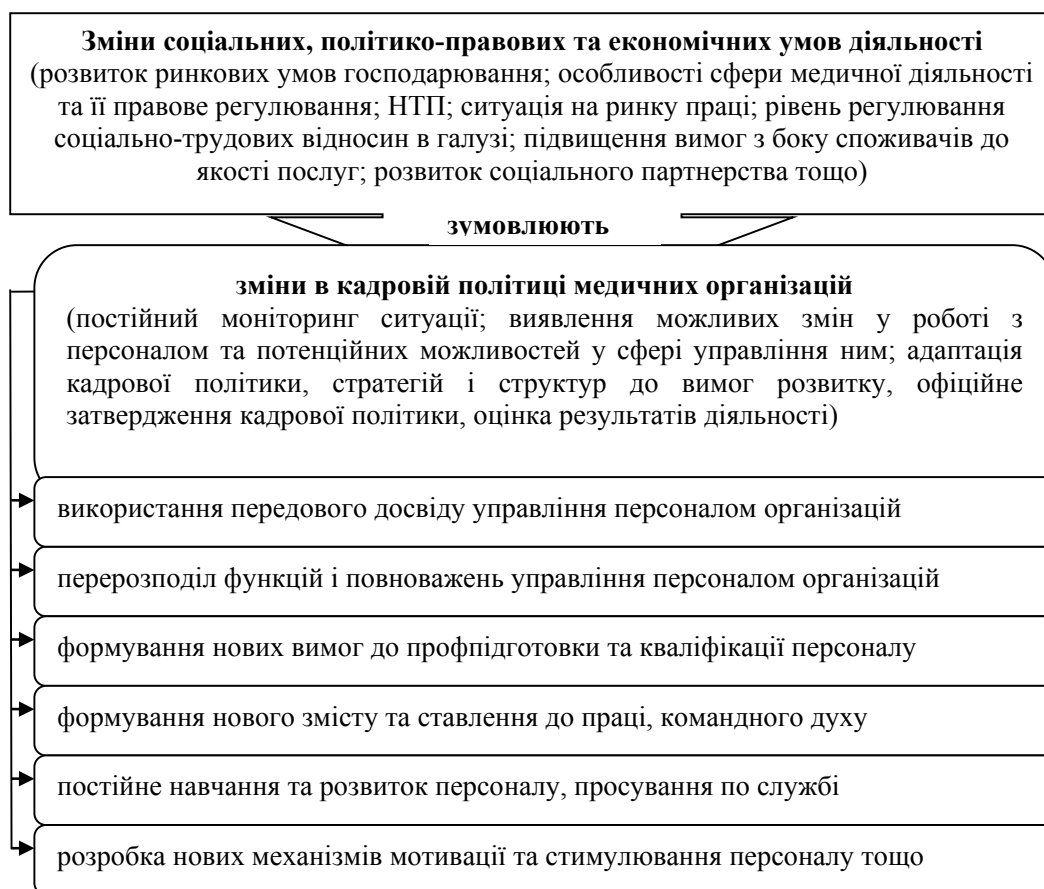 Зміни соціальних, політико-правових та економічних умов діяльності
(розвиток ринкових умов господарювання; особливості сфери медичної діяльності
та її правове регулювання; НТП; ситуація на ринку праці; рівень регулювання
соціально-трудових відносин в галузі; підвищення вимог з боку споживачів до
якості послуг; розвиток соціального партнерства тощо)
зумовлюють
зміни в кадровій політиці медичних організацій
(постійний моніторинг ситуації; виявлення можливих змін у роботі з
персоналом та потенційних можливостей у сфері управління ним; адаптація
кадрової політики, стратегій і структур до вимог розвитку, офіційне
затвердження кадрової політики, оцінка результатів діяльності)
використання передового досвіду управління персоналом організацій
перерозподіл функцій і повноважень управління персоналом організацій
формування нових вимог до профпідготовки та кваліфікації персоналу
формування нового змісту та ставлення до праці, командного духу
постійне навчання та розвиток персоналу, просування по службі
розробка нових механізмів мотивації та стимулювання персоналу тощо